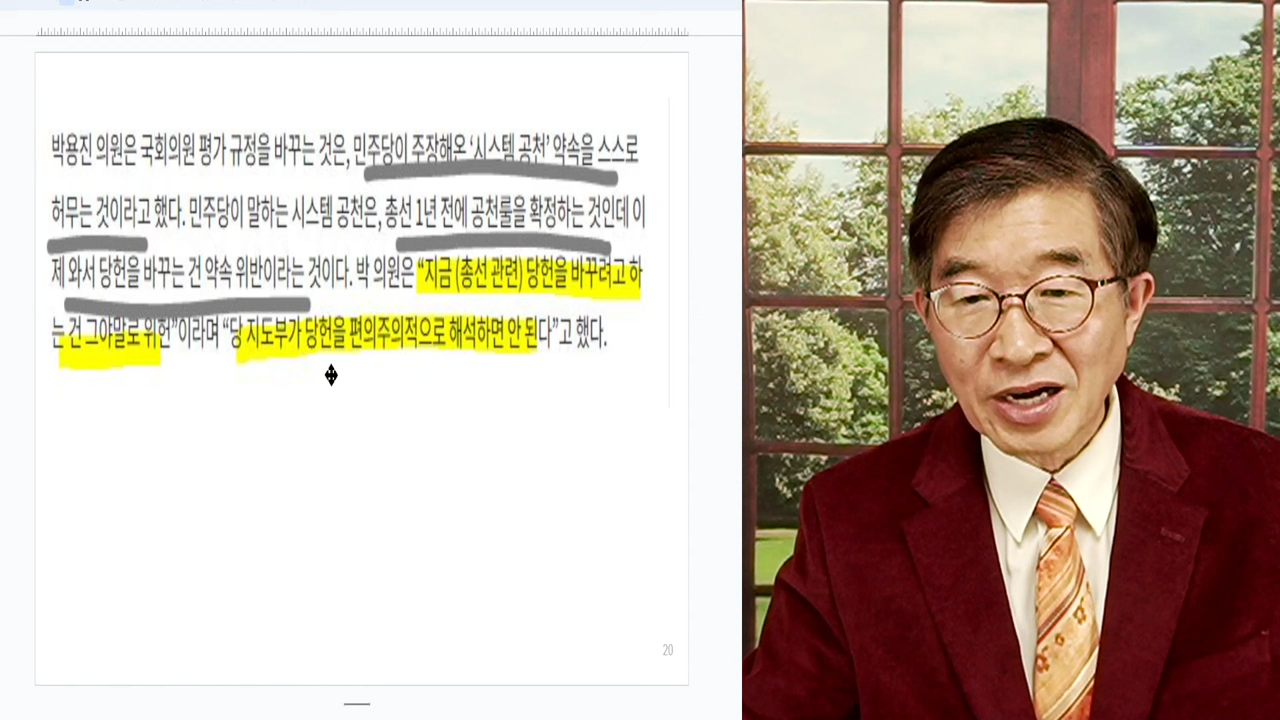 박용진 의원은 국회의원 평가 규정을 바꾸는 것은, 민주당이 주장해온 ‘시스템 공천’ 약속을 스스로
허무는 것이라고 했다. 민주당이 말하는 시스템 공천은, 총선 1년 전에 공천룰을 확정하는 것인데 이
제 와서 당헌을 바꾸는 건 약속 위반이라는 것이다. 박 의원은 “지금 (총선 관련) 당헌을 바꾸려고 하
는 건 그야말로 위헌”이라며 “당 지도부가 당헌을 편의주의적으로 해석하면 안 된다”고 했다.
20